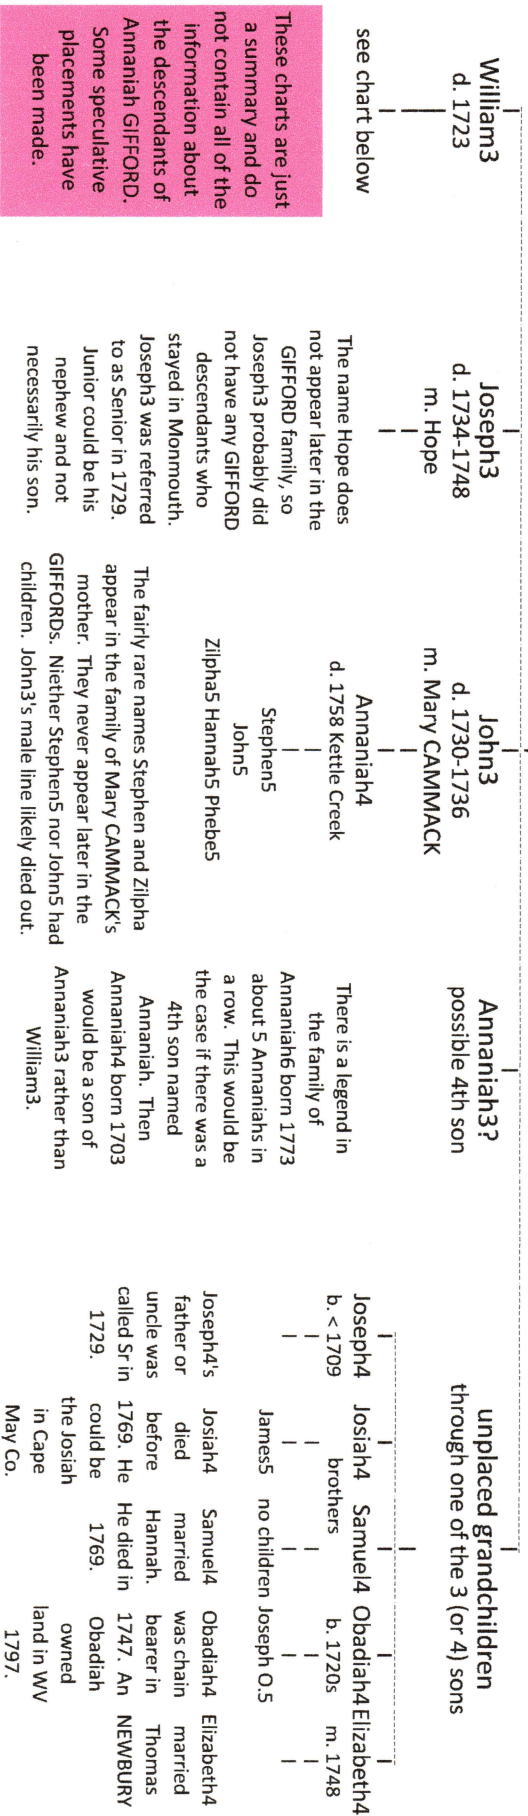 William3
d. 1723
see chart below
These charts are just
a summary and do
not contain all of the
information about
the descendants of
Annaniah GIFFORD.
Some speculative
placements have
been made.
Joseph3
d. 1734-1748
m. Hope
The name Hope does
not appear later in the
GIFFORD family, so
Joseph3 probably did
not have any GIFFORD
descendants who
stayed in Monmouth.
Joseph3 was referred
to as Senior in 1729.
Junior could be his
nephew and not
necessarily his son.
John3
d. 1730-1736
m. Mary CAMMACK
Annaniah4
d. 1758 Kettle Creek
Stephen5
John5
Zilpha5 Hannah5 Phebe5
The fairly rare names Stephen and Zilpha
appear in the family of Mary CAMMACK's
mother. They never appear later in the
GIFFORDs. Niether Stephen5 nor John5 had
children. John3's male line likely died out.
Annaniah3?
possible 4th son
There is a legend in
the family of
Annaniah6 born 1773
about 5 Annaniahs in
a row. This would be
the case if there was a
4th son named
Annaniah. Then
Annaniah4 born 1703
would be a son of
Annaniah3 rather than
William3.
unplaced grandchildren
through one of the 3 (or 4) sons
Joseph4
b. < 1709
Joseph4's
father or
uncle was
called Sr in
1729.
Josiah4
brothers
James5
Josiah4
died
before
1769. He
could be
the Josiah
in Cape
May Co.
Samuel4
no children
Samuel4
married
Hannah.
He died in
1769.
Obadiah4
b. 1720s
Joseph O.5
Obadiah4
was chain
bearer in
1747. An
Obadiah
owned
land in WV
1797.
Elizabeth4
m. 1748
Elizabeth4
married
Thomas
NEWBURY